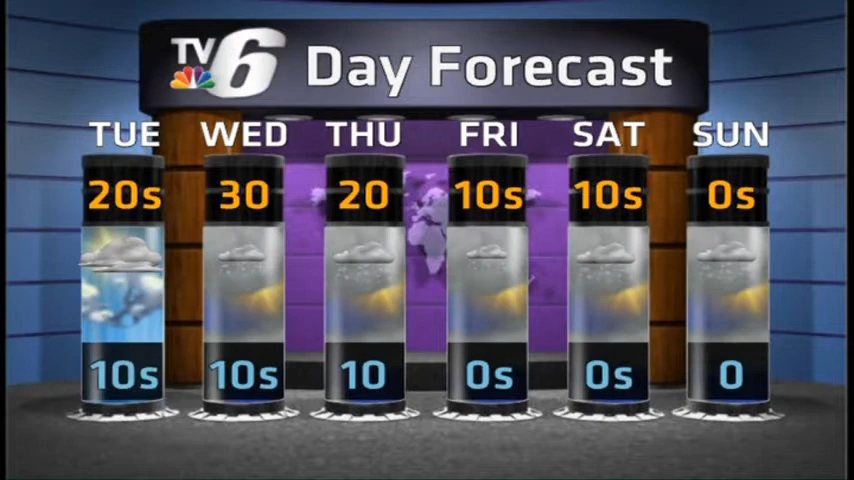 TV6 Day Forecast
TUE WED THU FRI SAT SUN
20s 30 20 10s 10s 0s
10s 10s 10 0s 0s 0